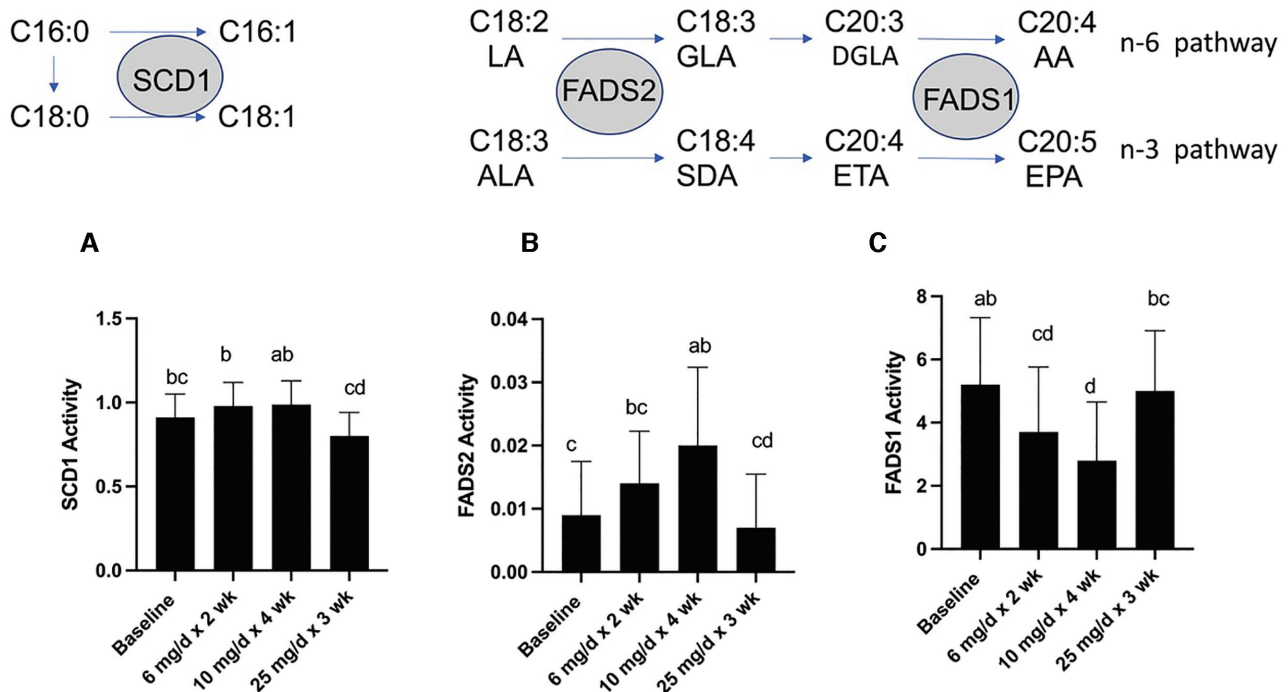 C16:0 C16:1
SCD1
C18:0 C18:1
C18:2 C18:3 C20:3 C20:4 n-6 pathway
LA GLA DGLA AA
FADS2 FADS1
C18:3 C18:4 C20:4 C20:5 n-3 pathway
ALA SDA ETA EPA
A
SCD1 Activity
1.5
1.0
0.5
0.0
bc b ab cd
Baseline
6 mg/d x 2 wk
10 mg/d x 4 wk
25 mg/d x 3 wk
B
FADS2 Activity
0.04
0.03
0.02
0.01
0.00
c bc ab cd
Baseline
6 mg/d x 2 wk
10 mg/d x 4 wk
25 mg/d x 3 wk
C
FADS1 Activity
8
6
4
2
0
ab cd d bc
Baseline
6 mg/d x 2 wk
10 mg/d x 4 wk
25 mg/d x 3 wk